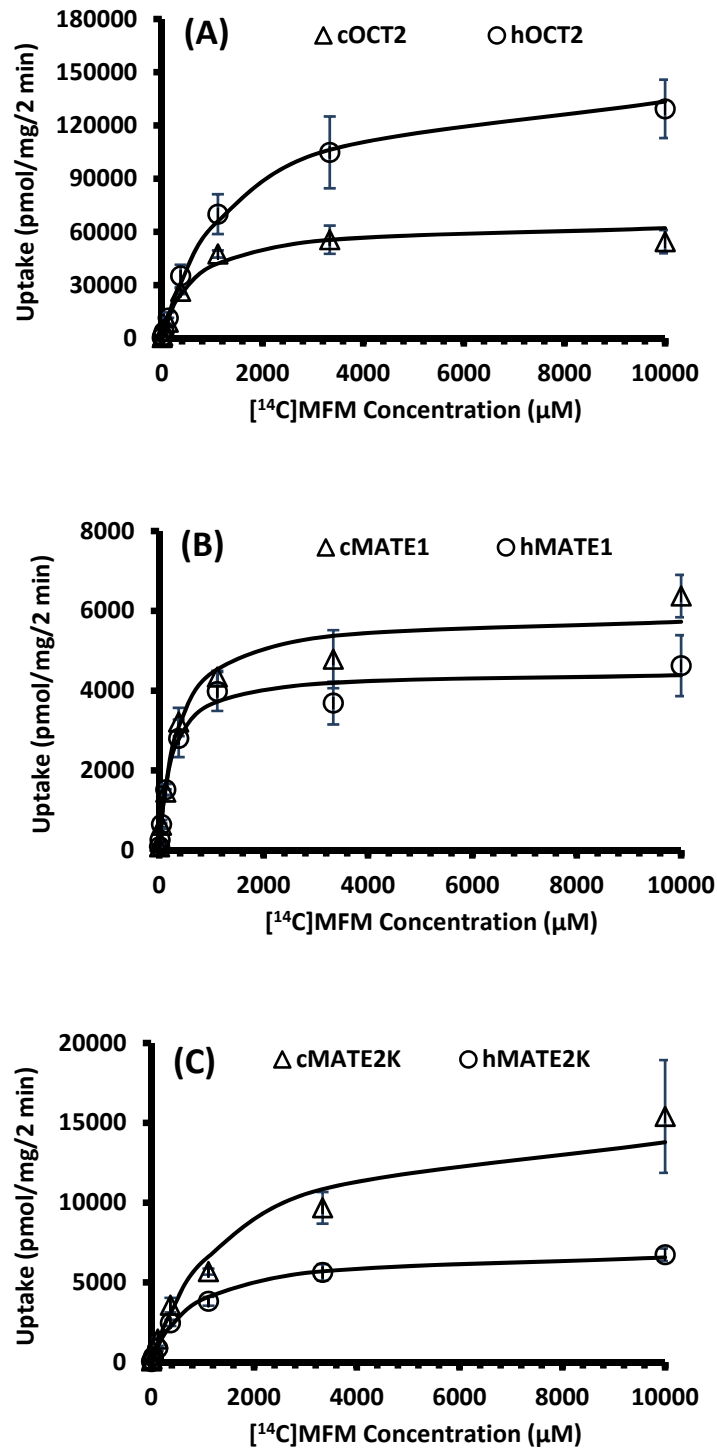 (A) cOCT2 hOCT2
180000
150000
120000
90000
60000
30000
0
Uptake (pmol/mg/2 min)
0 2000 4000 6000 8000 10000
[¹⁴C]MFM Concentration (µM)
(B) cMATE1 hMATE1
8000
6000
4000
2000
0
Uptake (pmol/mg/2 min)
0 2000 4000 6000 8000 10000
[¹⁴C]MFM Concentration (µM)
(C) cMATE2K hMATE2K
20000
15000
10000
5000
0
Uptake (pmol/mg/2 min)
0 2000 4000 6000 8000 10000
[¹⁴C]MFM Concentration (µM)